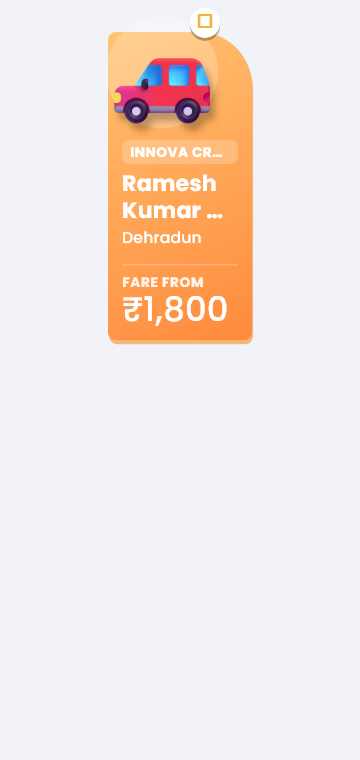 INNOVA CR...
Ramesh
Kumar ...
Dehradun
FARE FROM
₹1,800